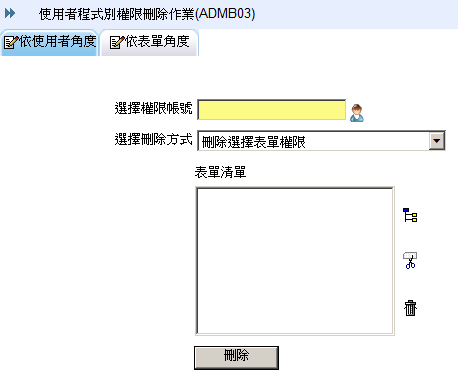 使用者程式別權限刪除作業(ADMB03)
依使用者角度 依表單角度
選擇權限帳號
選擇刪除方式 刪除選擇表單權限
表單清單
刪除